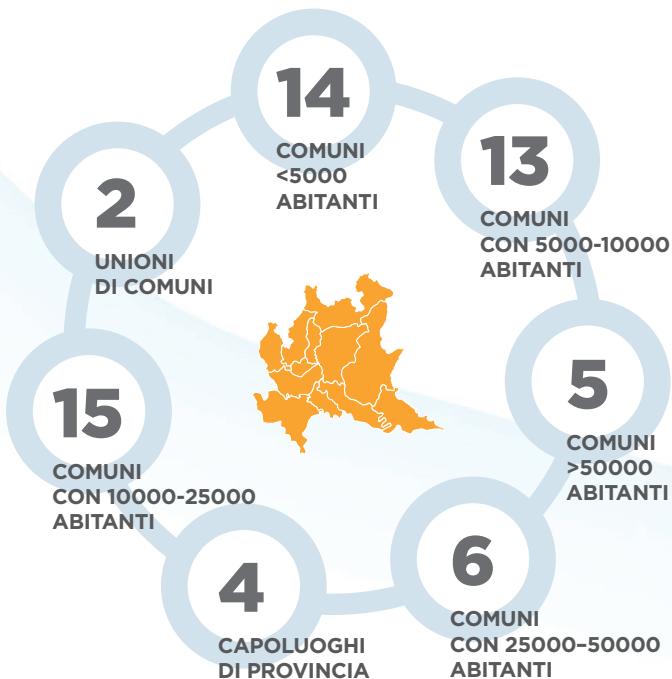 14
COMUNI
<5000
ABITANTI
13
COMUNI
CON 5000-10000
ABITANTI
2
UNIONI
DI COMUNI
5
COMUNI
>50000
ABITANTI
15
COMUNI
CON 10000-25000
ABITANTI
6
COMUNI
CON 25000–50000
ABITANTI
4
CAPOLUOGHI
DI PROVINCIA